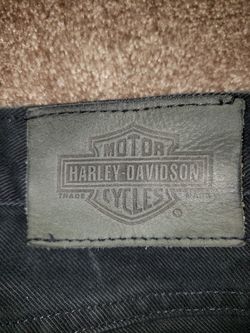 MOTOR
HARLEY-DAVIDSON
TRADE MARK
CYCLES
®